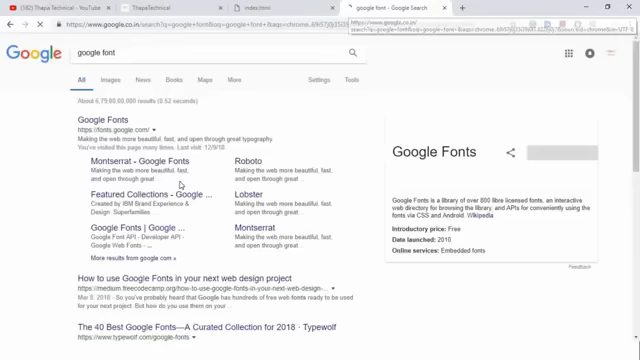 (182) Thapa Technical - YouTube
ThapaTechnical
index.html
google font - Google Search
https://www.google.co.in/
Google
google font
All
Images
News
Books
Maps
More
Settings
Tools
About 6,79,00,00,000 results (0.52 seconds)
Google Fonts
https://fonts.google.com/
Making the web more beautiful, fast, and open through great typography.
You've visited this page many times. Last visit: 12/9/18
Montserrat - Google Fonts
Making the web more beautiful, fast,
and open through great
Roboto
Making the web more beautiful, fast,
and open through great ...
Featured Collections - Google ...
Created by IBM Brand Experience &
Design · Superfamilies ...
Lobster
Making the web more beautiful, fast,
and open through great ...
Google Fonts | Google ...
Google Font API - Developer API -
Google Web Fonts - ...
Montserrat
Making the web more beautiful, fast,
and open through great ...
More results from google.com »
How to use Google Fonts in your next web design project
https://medium.freecodecamp.org/how-to-use-google-fonts-in-your-next-web-design-...
Mar 8, 2018 - So you've probably heard that Google has hundreds of free web fonts ready to be used
for your next project. But how do you use them on your ...
The 40 Best Google Fonts—A Curated Collection for 2018 · Typewolf
https://www.typewolf.com/google-fonts
Google Fonts
Google Fonts is a library of over 800 libre licensed fonts, an interactive
web directory for browsing the library, and APIs for conveniently using the
fonts via CSS and Android. Wikipedia
Introductory price: Free
Date launched: 2010
Online services: Embedded fonts
Feedback